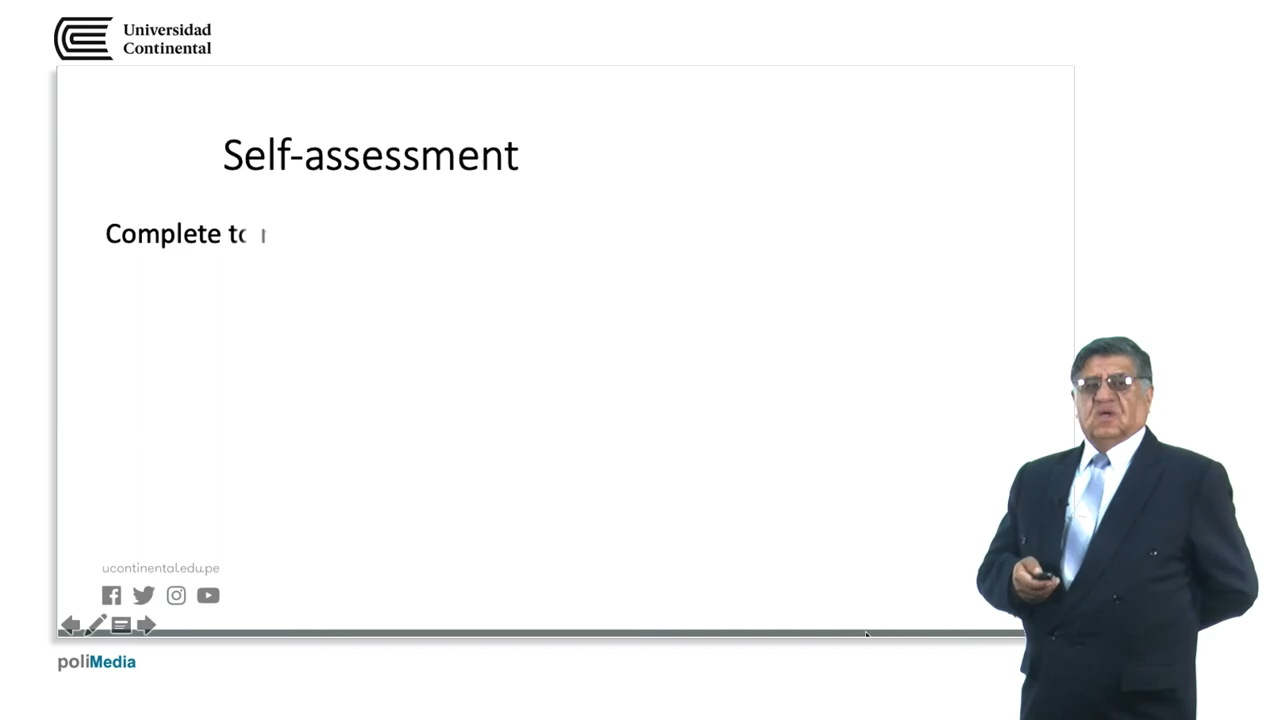 Universidad
Continental
Self-assessment
Complete to
ucontinental.edu.pe
poliMedia